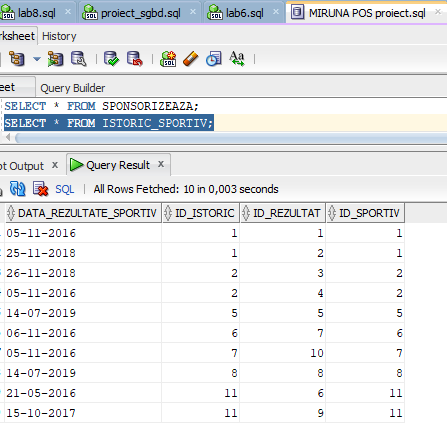 lab8.sql proiect_sgbd.sql lab6.sql MIRUNA POS proiect.sql
rksheet History
eet Query Builder
SELECT * FROM SPONSORIZEAZA;
SELECT * FROM ISTORIC_SPORTIV;
ot Output x Query Result x
SQL | All Rows Fetched: 10 in 0,003 seconds
DATA_REZULTATE_SPORTIV ID_ISTORIC ID_REZULTAT ID_SPORTIV
05-11-2016 1 1 1
25-11-2018 1 2 1
26-11-2018 2 3 2
05-11-2016 2 4 2
14-07-2019 5 5 5
06-11-2016 6 7 6
05-11-2016 7 10 7
14-07-2019 8 8 8
21-05-2016 11 6 11
15-10-2017 11 9 11